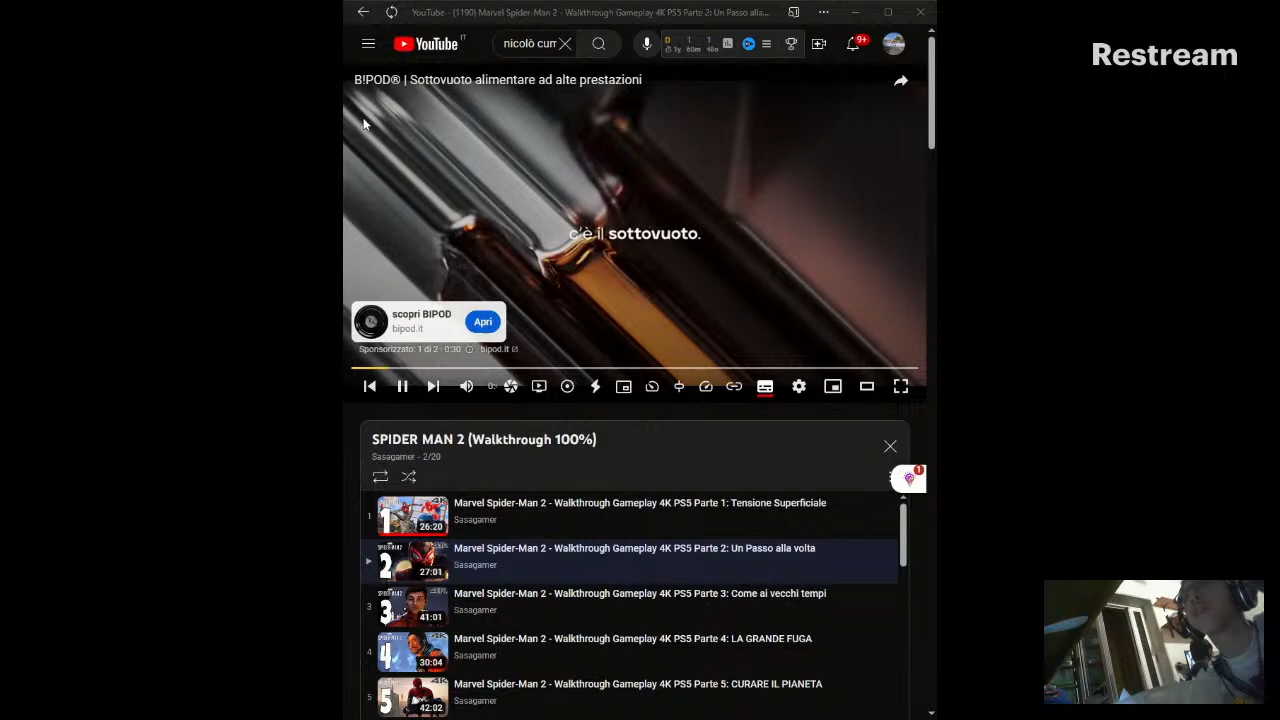 YouTube - (1190) Marvel Spider-Man 2 - Walkthrough Gameplay 4K PS5 Parte 2: Un Passo alla...
Restream
YouTube IT
nicolò cum
9+
B!POD® | Sottovuoto alimentare ad alte prestazioni
c'è il sottovuoto.
scopri BIPOD
bipod.it
Apri
Sponsorizzato: 1 di 2 · 0:30 bipod.it
SPIDER MAN 2 (Walkthrough 100%)
Sasagamer - 2/20
1
1
26:20
Marvel Spider-Man 2 - Walkthrough Gameplay 4K PS5 Parte 1: Tensione Superficiale
Sasagamer
2
27:01
Marvel Spider-Man 2 - Walkthrough Gameplay 4K PS5 Parte 2: Un Passo alla volta
Sasagamer
3
3
41:01
Marvel Spider-Man 2 - Walkthrough Gameplay 4K PS5 Parte 3: Come ai vecchi tempi
Sasagamer
4
4
30:04
Marvel Spider-Man 2 - Walkthrough Gameplay 4K PS5 Parte 4: LA GRANDE FUGA
Sasagamer
5
5
42:02
Marvel Spider-Man 2 - Walkthrough Gameplay 4K PS5 Parte 5: CURARE IL PIANETA
Sasagamer